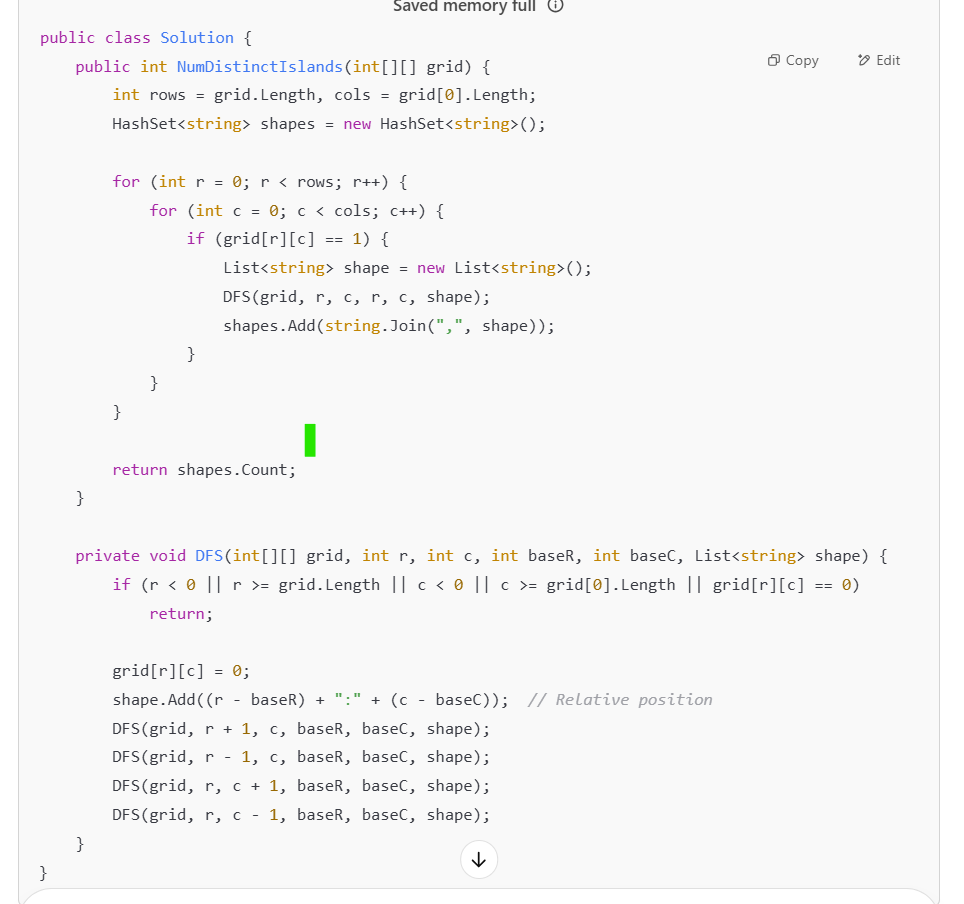 Saved memory full
public class Solution {
Copy
Edit
    public int NumDistinctIslands(int[][] grid) {
        int rows = grid.Length, cols = grid[0].Length;
        HashSet<string> shapes = new HashSet<string>();
        for (int r = 0; r < rows; r++) {
            for (int c = 0; c < cols; c++) {
                if (grid[r][c] == 1) {
                    List<string> shape = new List<string>();
                    DFS(grid, r, c, r, c, shape);
                    shapes.Add(string.Join(",", shape));
                }
            }
        }
        return shapes.Count;
    }
    private void DFS(int[][] grid, int r, int c, int baseR, int baseC, List<string> shape) {
        if (r < 0 || r >= grid.Length || c < 0 || c >= grid[0].Length || grid[r][c] == 0)
            return;
        grid[r][c] = 0;
        shape.Add((r - baseR) + ":" + (c - baseC));  // Relative position
        DFS(grid, r + 1, c, baseR, baseC, shape);
        DFS(grid, r - 1, c, baseR, baseC, shape);
        DFS(grid, r, c + 1, baseR, baseC, shape);
        DFS(grid, r, c - 1, baseR, baseC, shape);
    }
}